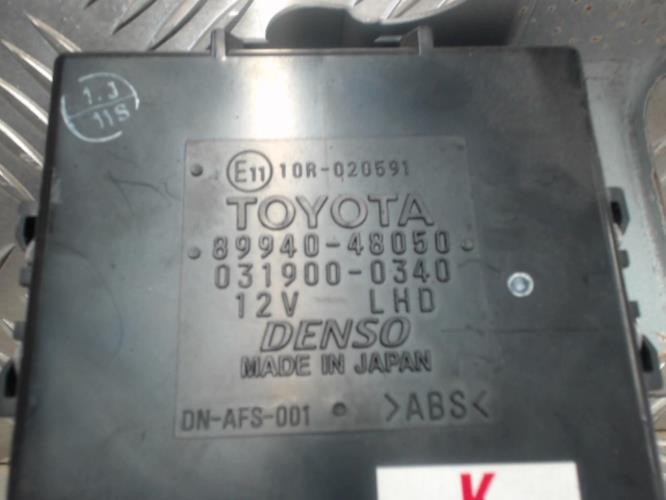 1.J
11S
E11 10R-020591
TOYOTA
89940-48050
031900-0340
12V LHD
DENSO
MADE IN JAPAN
DN-AFS-001 >ABS<
K